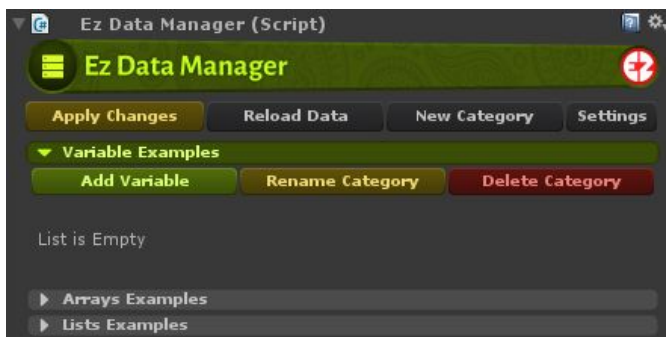 Ez Data Manager (Script)
Ez Data Manager
Apply Changes Reload Data New Category Settings
Variable Examples
Add Variable Rename Category Delete Category
List is Empty
Arrays Examples
Lists Examples